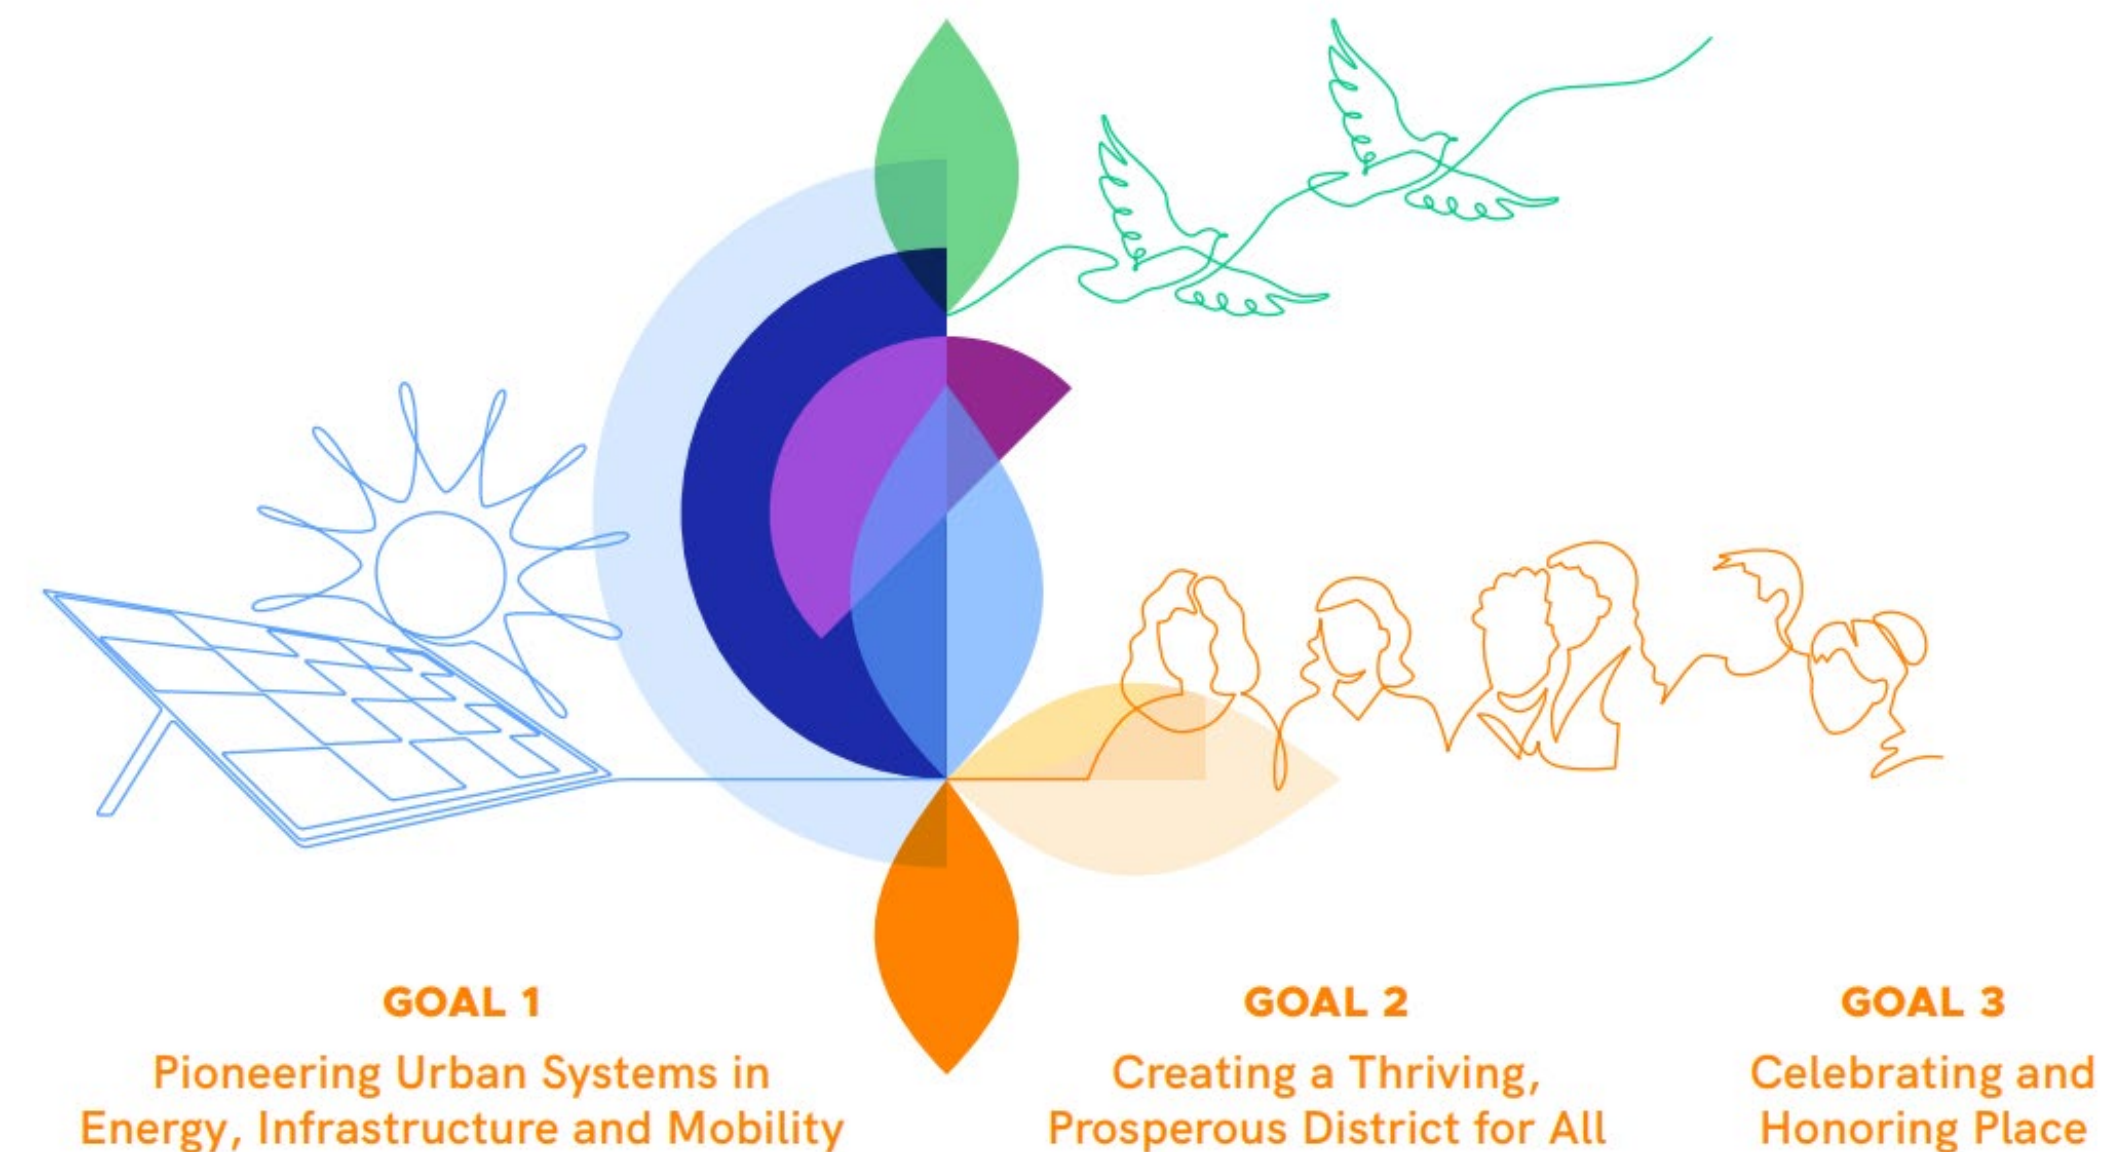 GOAL 1
Pioneering Urban Systems in
Energy, Infrastructure and Mobility
GOAL 2
Creating a Thriving,
Prosperous District for All
GOAL 3
Celebrating and
Honoring Place